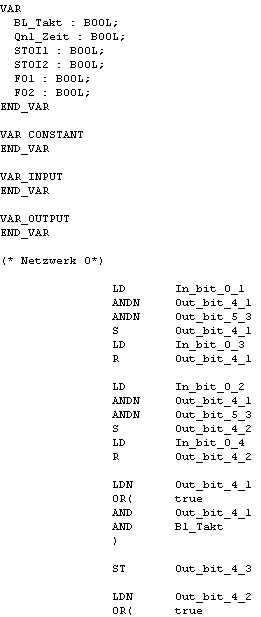 VAR
BL_Takt : BOOL;
Qnl_Zeit : BOOL;
STOI1 : BOOL;
STOI2 : BOOL;
FO1 : BOOL;
FO2 : BOOL;
END_VAR
VAR CONSTANT
END_VAR
VAR_INPUT
END_VAR
VAR_OUTPUT
END_VAR
(* Netzwerk 0*)
LD In_bit_0_1
ANDN Out_bit_4_1
ANDN Out_bit_5_3
S Out_bit_4_1
LD In_bit_0_3
R Out_bit_4_1
LD In_bit_0_2
ANDN Out_bit_4_1
ANDN Out_bit_5_3
S Out_bit_4_2
LD In_bit_0_4
R Out_bit_4_2
LDN Out_bit_4_1
OR( true
AND Out_bit_4_1
AND Bl_Takt
)
ST Out_bit_4_3
LDN Out_bit_4_2
OR( true